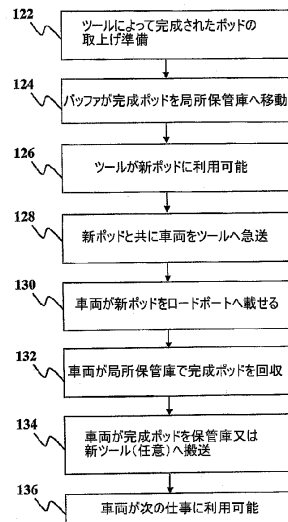 122
ツールによって完成されたポッドの
取上げ準備
124
バッファが完成ポッドを局所保管庫へ移動
126
ツールが新ポッドに利用可能
128
新ポッドと共に車両をツールへ急送
130
車両が新ポッドをロードポートへ載せる
132
車両が局所保管庫で完成ポッドを回収
134
車両が完成ポッドを保管庫又は
新ツール(任意)へ搬送
136
車両が次の仕事に利用可能